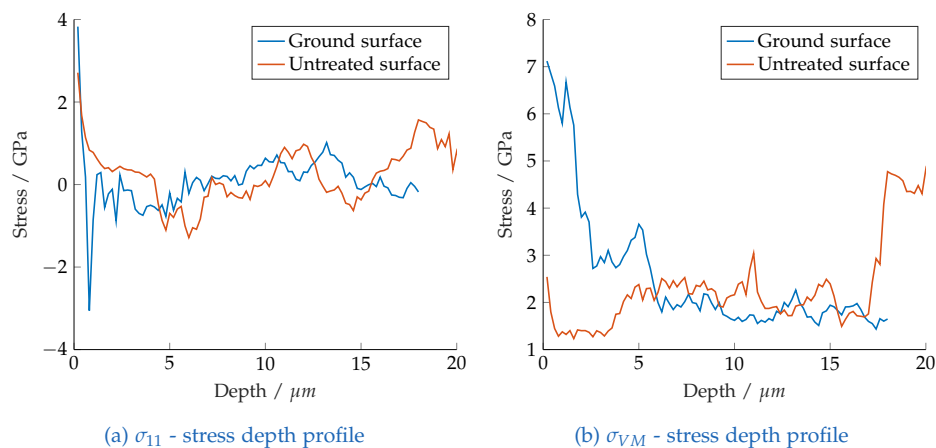 4
2
0
−2
−4
0
5
10
15
20
Stress / GPa
Depth / μm
Ground surface
Untreated surface
(a) σ11 - stress depth profile
8
7
6
5
4
3
2
1
0
5
10
15
20
Stress / GPa
Depth / μm
Ground surface
Untreated surface
(b) σVM - stress depth profile